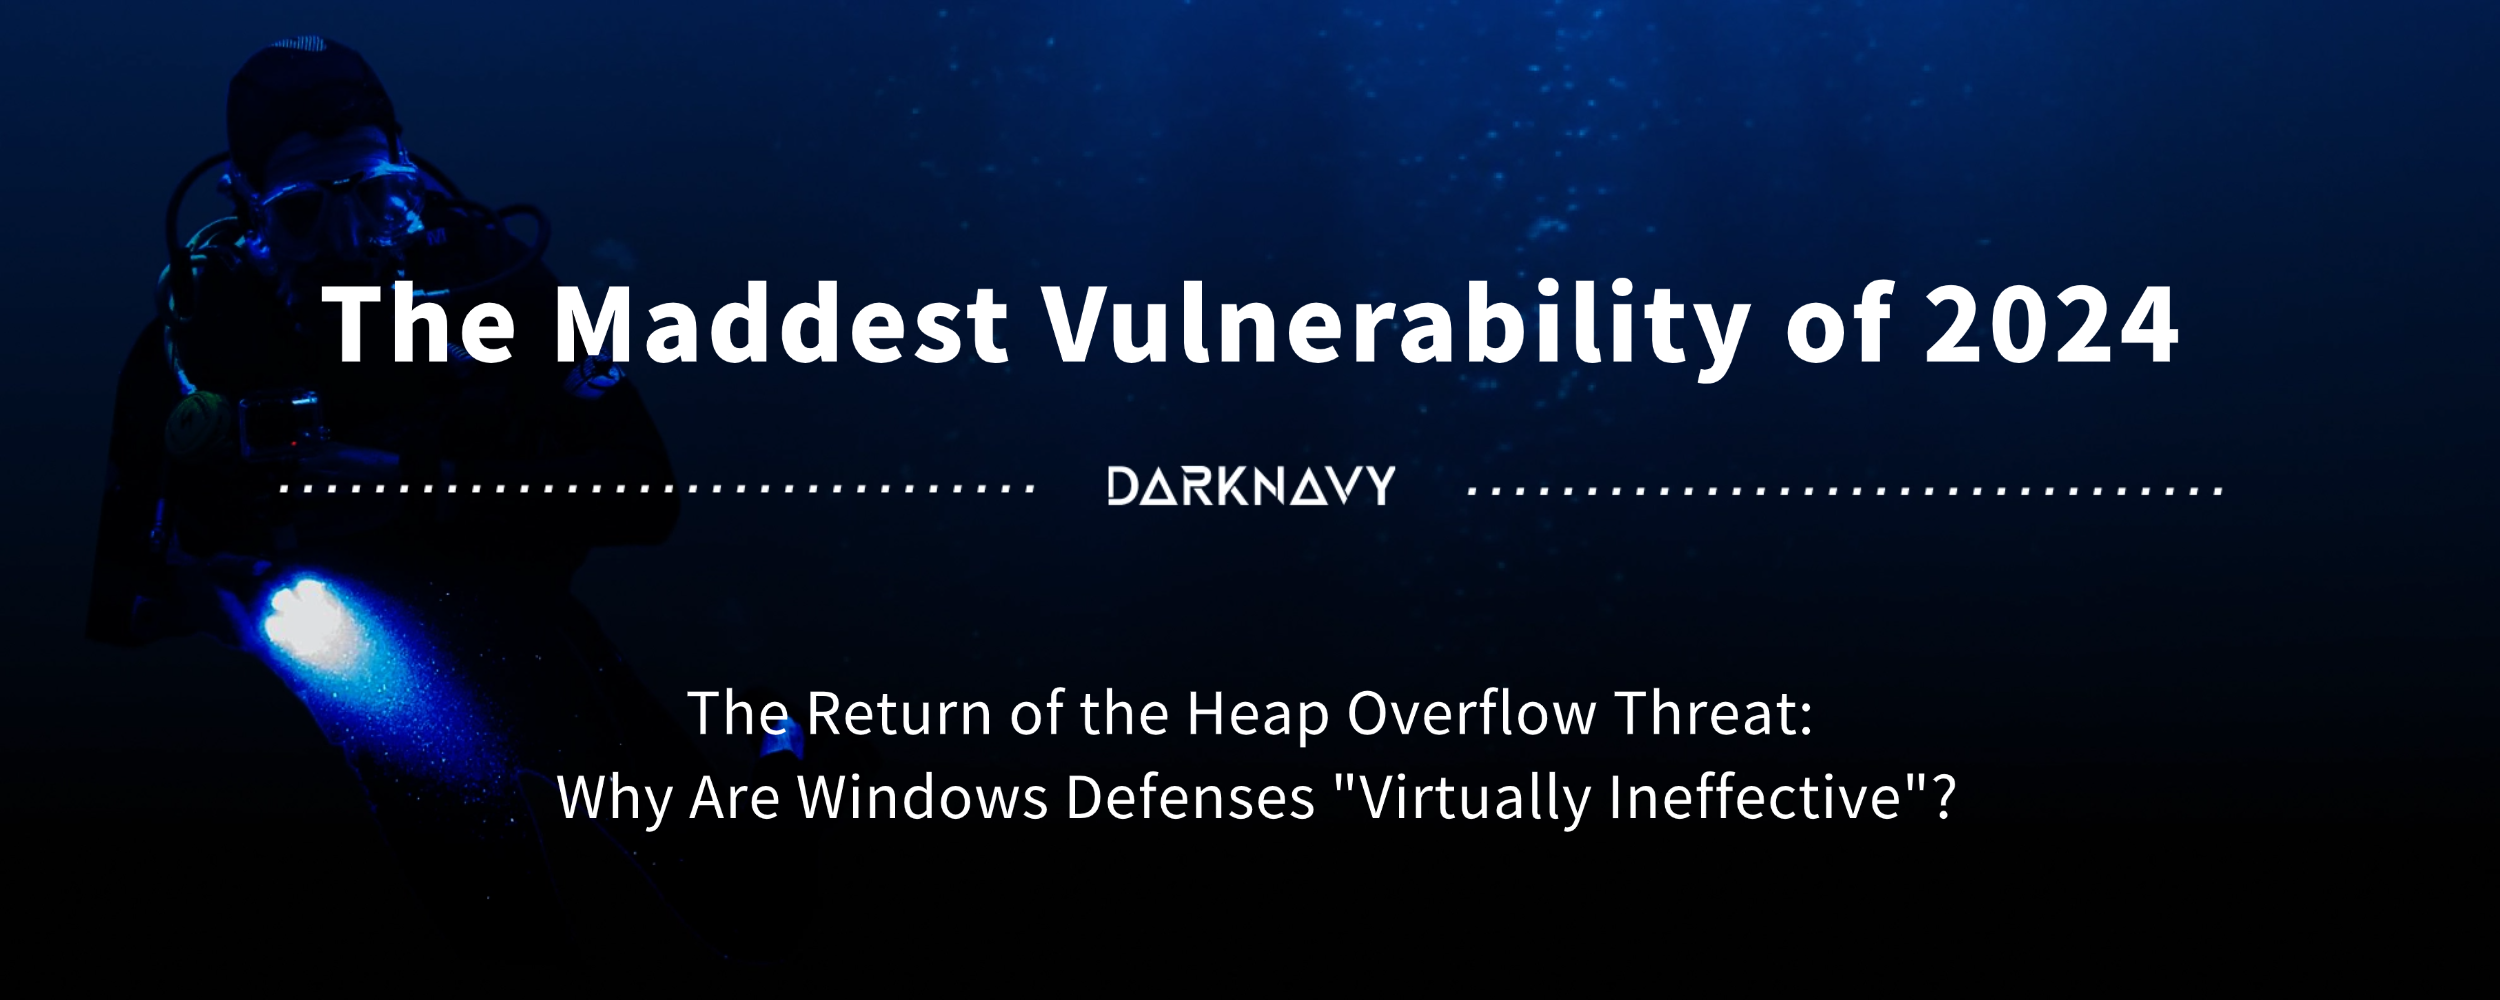 The Maddest Vulnerability of 2024
DARKNAVY
The Return of the Heap Overflow Threat:
Why Are Windows Defenses "Virtually Ineffective"?